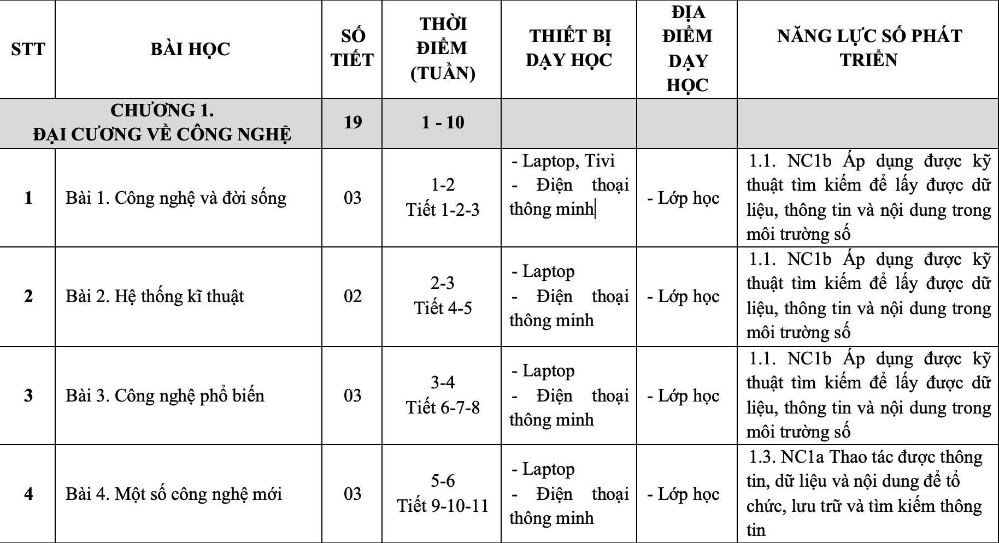 STT
BÀI HỌC
SỐ
TIẾT
THỜI
ĐIỂM
(TUẦN)
THIẾT BỊ
DẠY HỌC
ĐỊA
ĐIỂM
DẠY
HỌC
NĂNG LỰC SỐ PHÁT
TRIỂN
CHƯƠNG 1.
ĐẠI CƯƠNG VỀ CÔNG NGHỆ
19
1 - 10
1
Bài 1. Công nghệ và đời sống
03
1-2
Tiết 1-2-3
- Laptop, Tivi
- Điện thoại
thông minh
- Lớp học
1.1. NC1b Áp dụng được kỹ
thuật tìm kiếm để lấy được dữ
liệu, thông tin và nội dung trong
môi trường số
2
Bài 2. Hệ thống kĩ thuật
02
2-3
Tiết 4-5
- Laptop
- Điện thoại
thông minh
- Lớp học
1.1. NC1b Áp dụng được kỹ
thuật tìm kiếm để lấy được dữ
liệu, thông tin và nội dung trong
môi trường số
3
Bài 3. Công nghệ phổ biến
03
3-4
Tiết 6-7-8
- Laptop
- Điện thoại
thông minh
- Lớp học
1.1. NC1b Áp dụng được kỹ
thuật tìm kiếm để lấy được dữ
liệu, thông tin và nội dung trong
môi trường số
4
Bài 4. Một số công nghệ mới
03
5-6
Tiết 9-10-11
- Laptop
- Điện thoại
thông minh
- Lớp học
1.3. NC1a Thao tác được thông
tin, dữ liệu và nội dung để tổ
chức, lưu trữ và tìm kiếm thông
tin